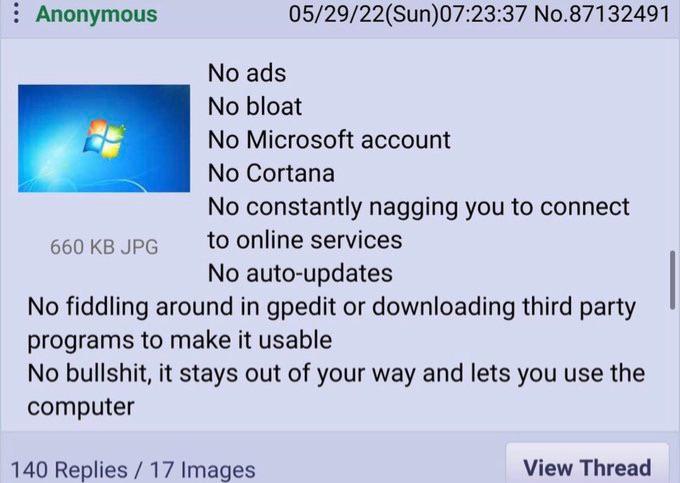 Anonymous 05/29/22(Sun)07:23:37 No.87132491
No ads
No bloat
No Microsoft account
No Cortana
No constantly nagging you to connect
to online services
No auto-updates
660 KB JPG
No fiddling around in gpedit or downloading third party
programs to make it usable
No bullshit, it stays out of your way and lets you use the
computer
140 Replies / 17 Images View Thread